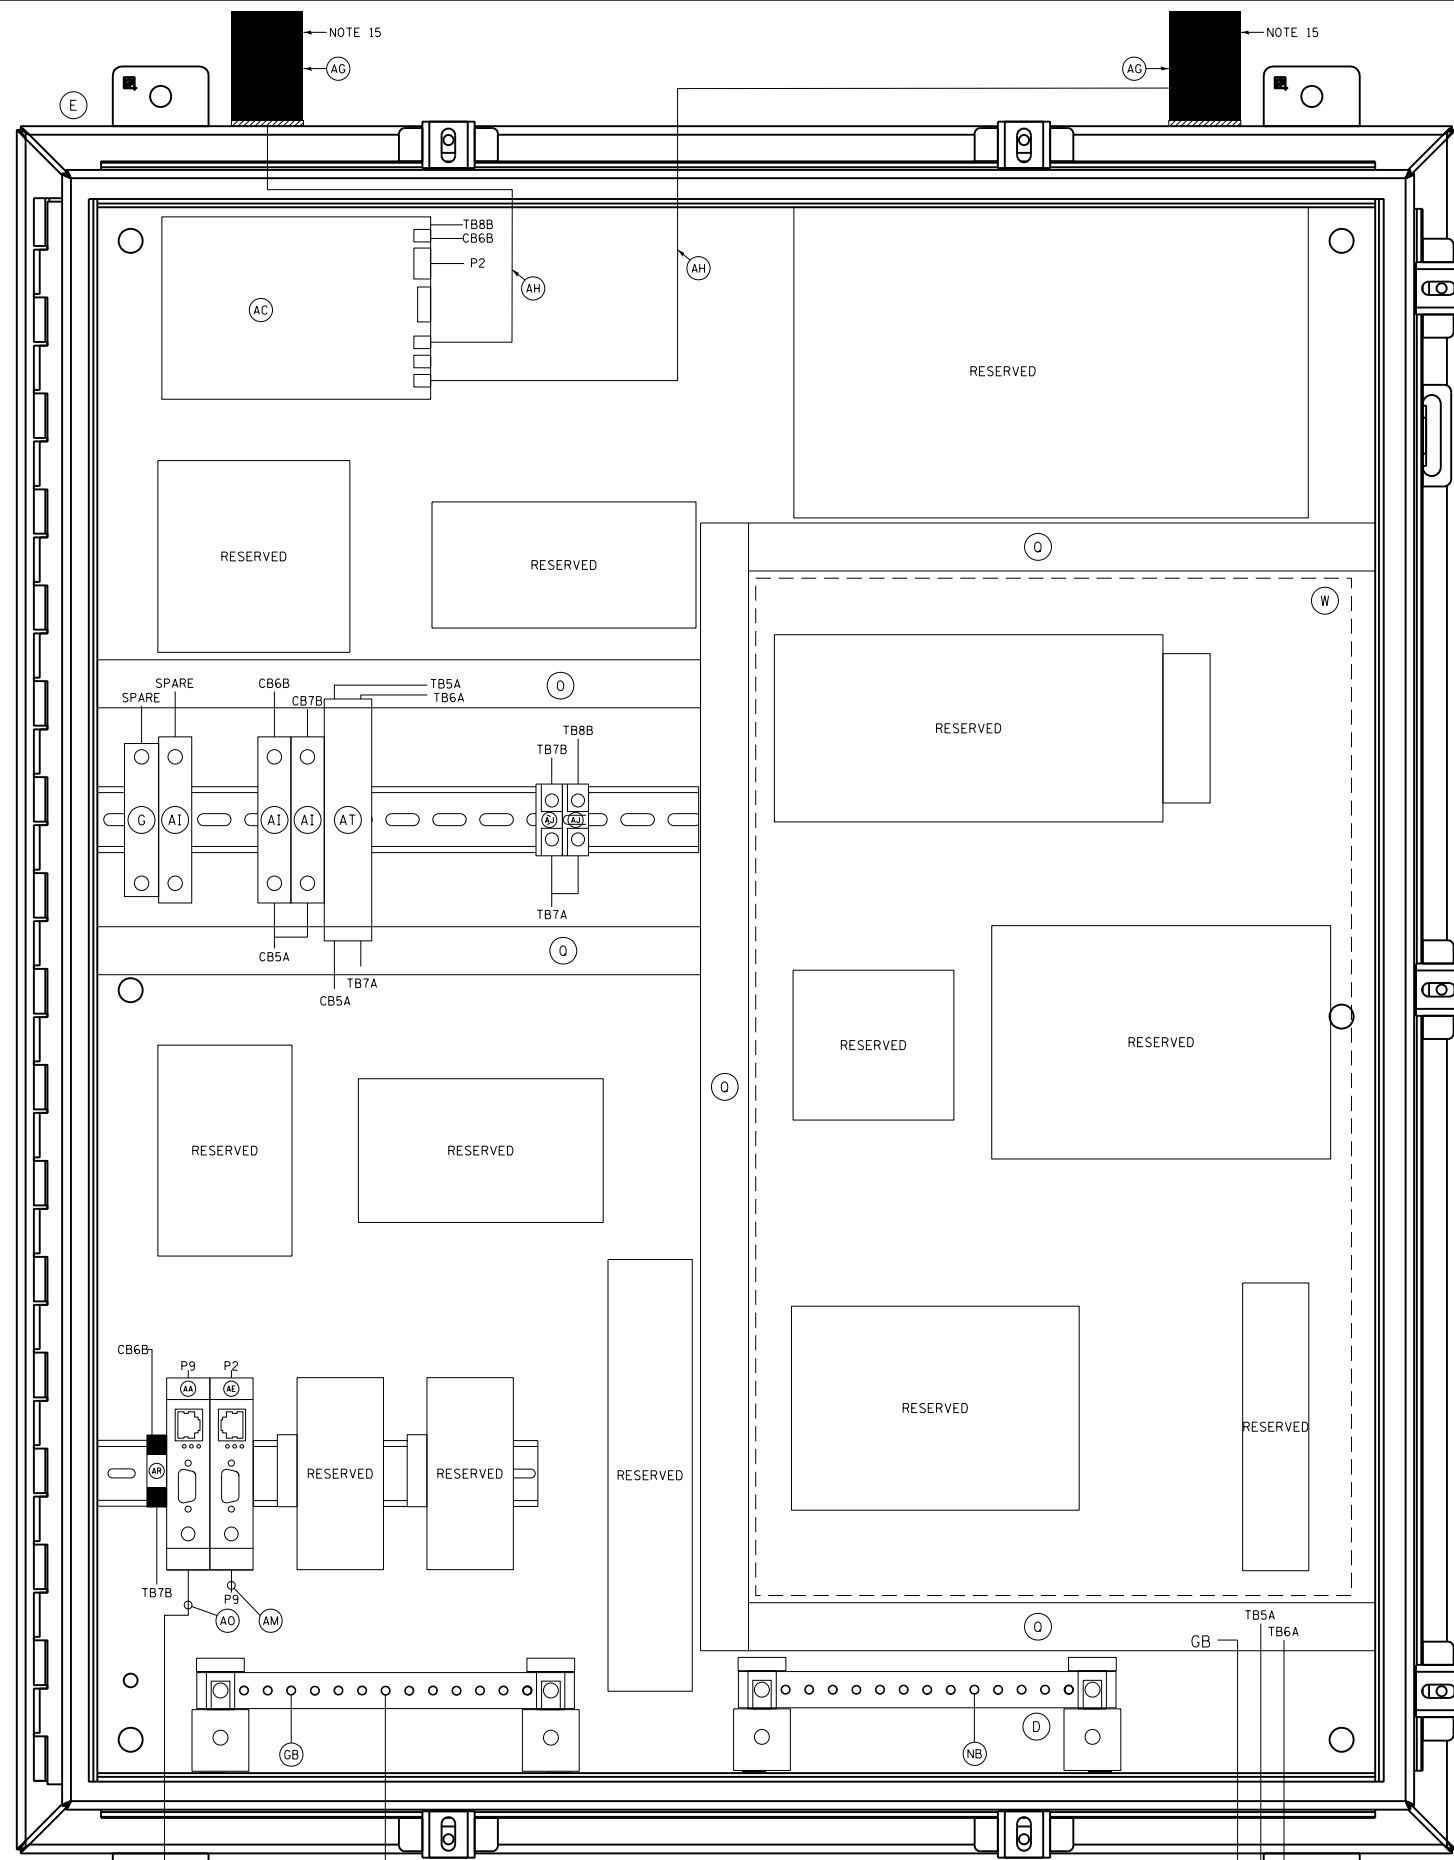 NOTE 15
NOTE 15
AG
AG
E
TB8B
CB6B
P2
AH
AH
AC
RESERVED
RESERVED
RESERVED
Q
W
SPARE
SPARE
CB6B
CB7B
TB5A
TB6A
O
TB7B
TB8B
RESERVED
G
AI
AI
AI
AT
AJ
AJ
TB7A
CB5A
TB7A
CB5A
Q
RESERVED
RESERVED
Q
RESERVED
RESERVED
CB6B
P9
P2
AA
AE
RESERVED
RESERVED
AR
RESERVED
RESERVED
RESERVED
TB7B
P9
AO
AM
Q
TB5A
TB6A
GB
D
GB
NB